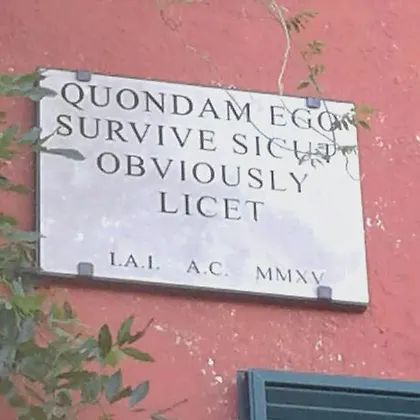 QUONDAM EGO
SURVIVE SICUT
OBVIOUSLY
LICET
I.A.I. A.C. MMXV